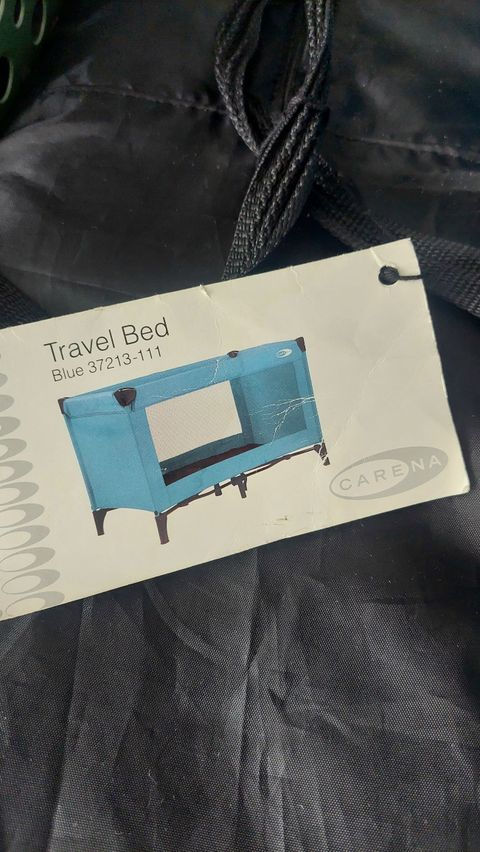 Travel Bed
Blue 37213-111
CARENA